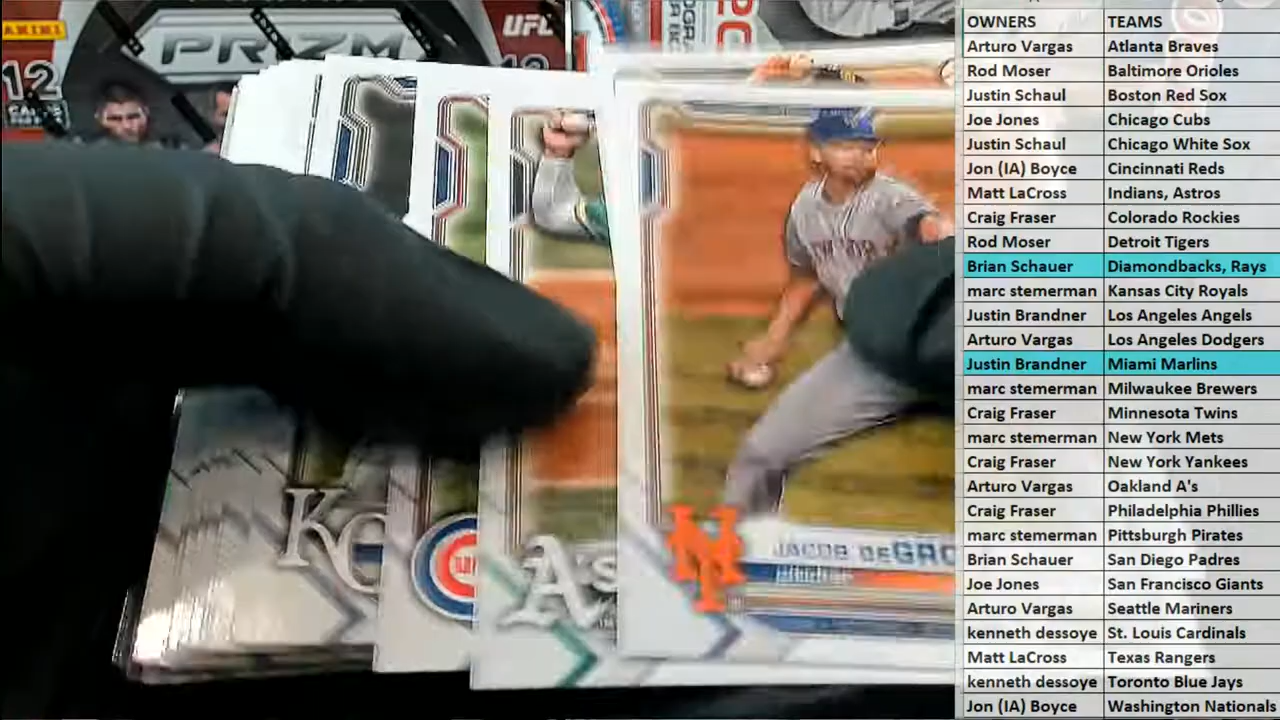 PANINI
PRIZM
UFC
12
OWNERS TEAMS
Arturo Vargas Atlanta Braves
Rod Moser Baltimore Orioles
Justin Schaul Boston Red Sox
Joe Jones Chicago Cubs
Justin Schaul Chicago White Sox
Jon (IA) Boyce Cincinnati Reds
Matt LaCross Indians, Astros
Craig Fraser Colorado Rockies
Rod Moser Detroit Tigers
Brian Schauer Diamondbacks, Rays
marc stemerman Kansas City Royals
Justin Brandner Los Angeles Angels
Arturo Vargas Los Angeles Dodgers
Justin Brandner Miami Marlins
marc stemerman Milwaukee Brewers
Craig Fraser Minnesota Twins
marc stemerman New York Mets
Craig Fraser New York Yankees
Arturo Vargas Oakland A's
Craig Fraser Philadelphia Phillies
marc stemerman Pittsburgh Pirates
Brian Schauer San Diego Padres
Joe Jones San Francisco Giants
Arturo Vargas Seattle Mariners
kenneth dessoye St. Louis Cardinals
Matt LaCross Texas Rangers
kenneth dessoye Toronto Blue Jays
Jon (IA) Boyce Washington Nationals
KC
A's
NY
JACOB DEGRO